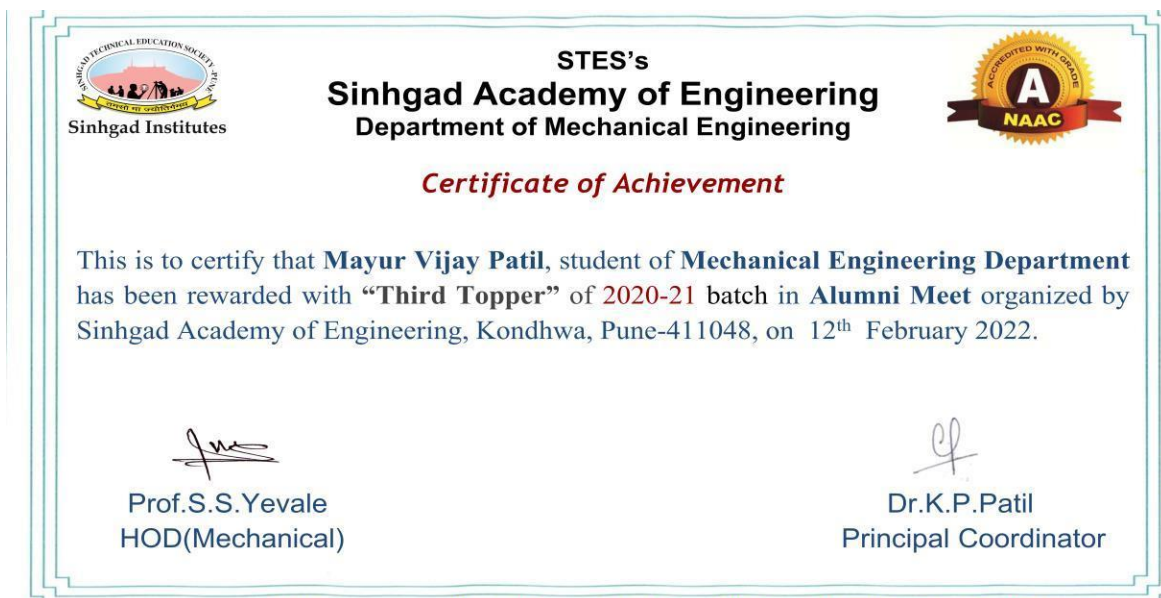 SINHGAD TECHNICAL EDUCATION SOCIETY-PUNE
तमसो मा ज्योतिर्गमय
Sinhgad Institutes
STES's
Sinhgad Academy of Engineering
Department of Mechanical Engineering
ACCREDITED WITH GRADE
A
NAAC
Certificate of Achievement
This is to certify that Mayur Vijay Patil, student of Mechanical Engineering Department
has been rewarded with “Third Topper” of 2020-21 batch in Alumni Meet organized by
Sinhgad Academy of Engineering, Kondhwa, Pune-411048, on 12th February 2022.
Prof.S.S.Yevale
HOD(Mechanical)
Dr.K.P.Patil
Principal Coordinator